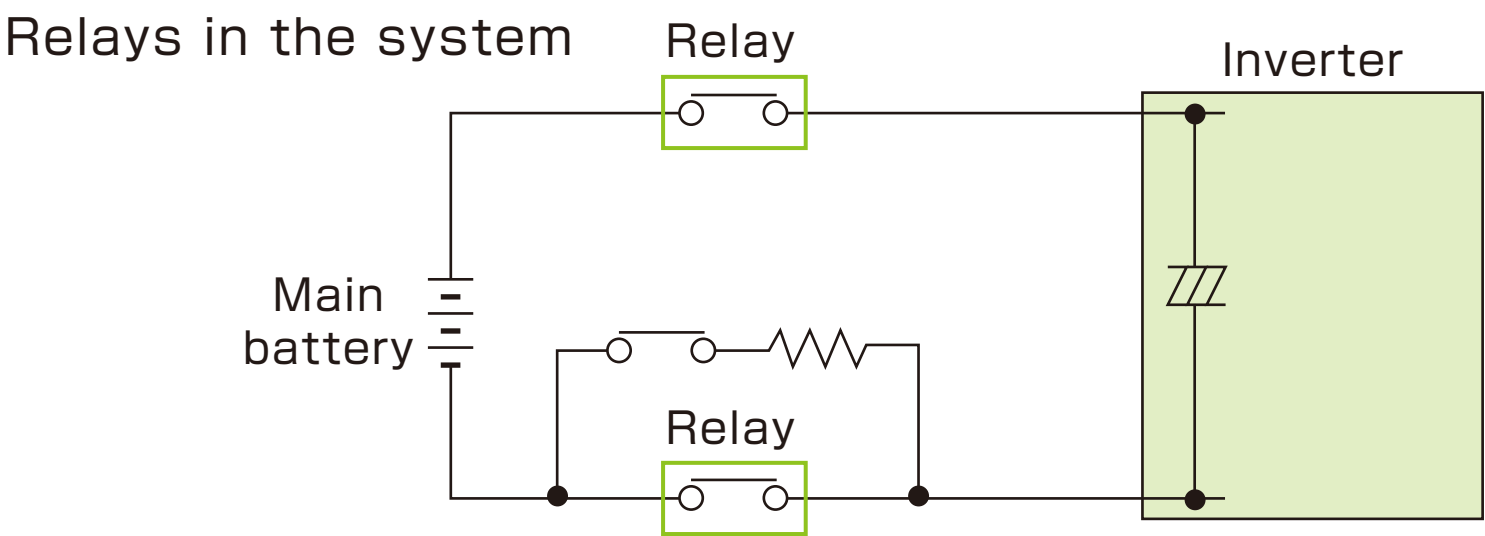 Relays in the system
Relay
Inverter
Main
battery
Relay